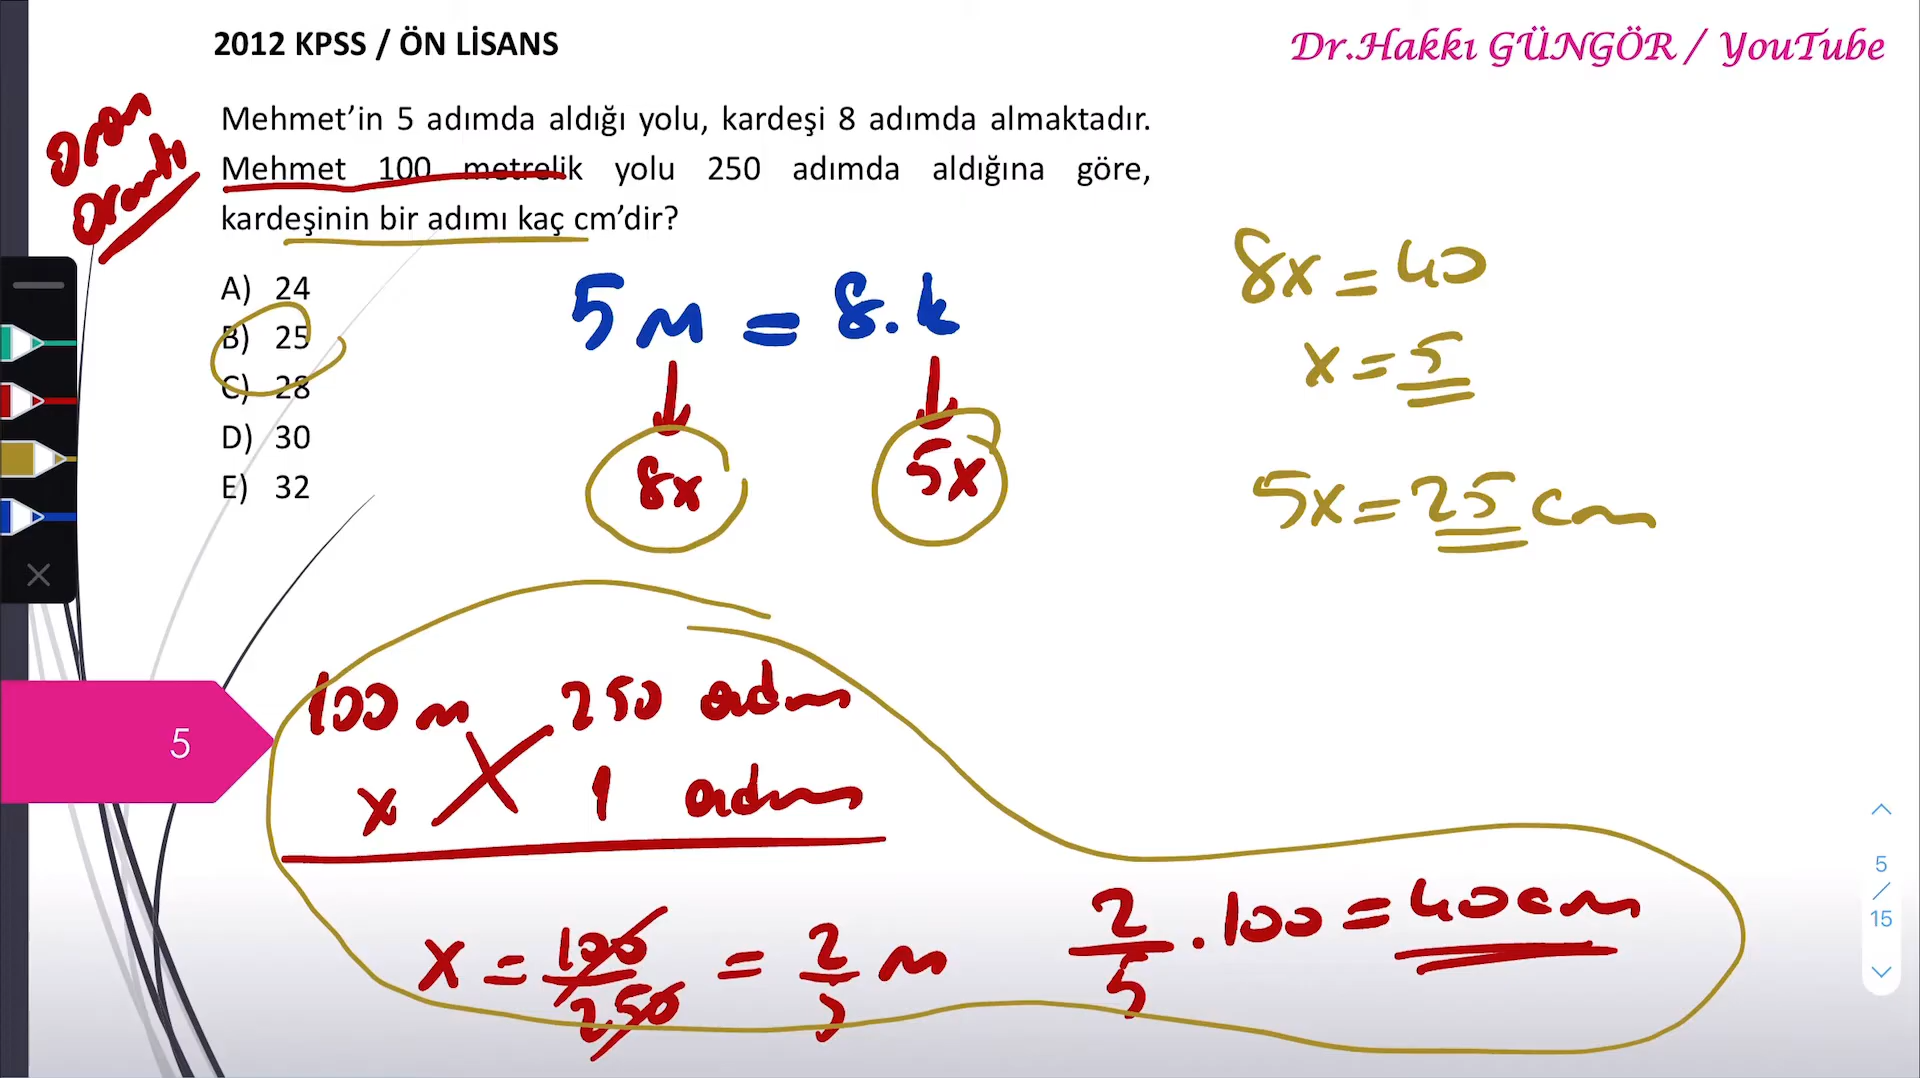 2012 KPSS / ÖN LİSANS
Dr.Hakkı GÜNGÖR / YouTube
Oran
Orantı
Mehmet’in 5 adımda aldığı yolu, kardeşi 8 adımda almaktadır.
Mehmet 100 metrelik yolu 250 adımda aldığına göre,
kardeşinin bir adımı kaç cm’dir?
A) 24
B) 25
C) 28
D) 30
E) 32
5M = 8.k
8x
5x
8x = 40
x = 5
5x = 25 cm
100 m 250 adım
x 1 adım
x = 100/250 = 2/5 m
2/5 . 100 = 40cm
5
5
/
15